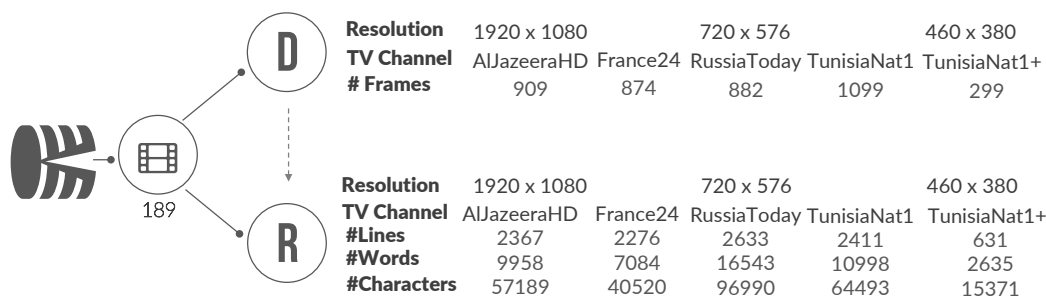 D
Resolution 1920 x 1080 720 x 576 460 x 380
TV Channel AlJazeeraHD France24 RussiaToday TunisiaNat1 TunisiaNat1+
# Frames 909 874 882 1099 299
189
R
Resolution 1920 x 1080 720 x 576 460 x 380
TV Channel AlJazeeraHD France24 RussiaToday TunisiaNat1 TunisiaNat1+
#Lines 2367 2276 2633 2411 631
#Words 9958 7084 16543 10998 2635
#Characters 57189 40520 96990 64493 15371